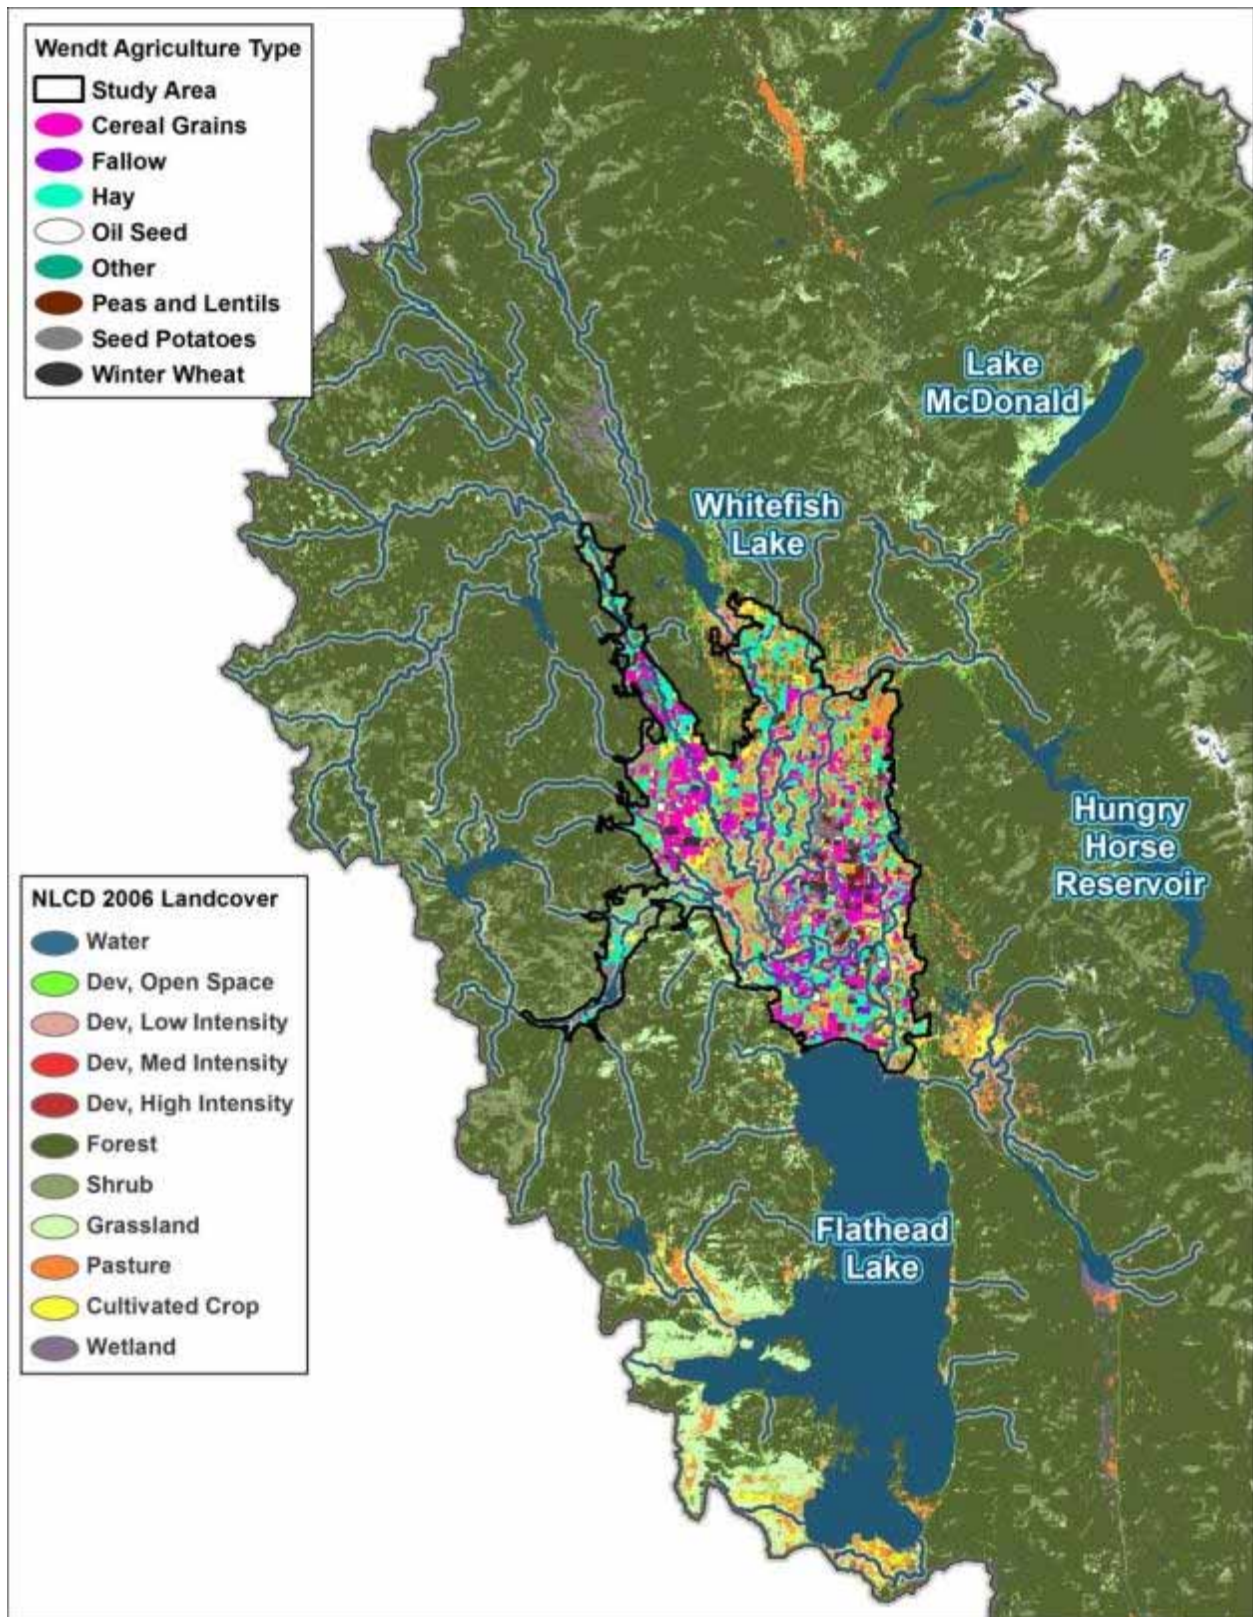 Wendt Agriculture Type
Study Area
Cereal Grains
Fallow
Hay
Oil Seed
Other
Peas and Lentils
Seed Potatoes
Winter Wheat
Lake
McDonald
Whitefish
Lake
Hungry
Horse
Reservoir
NLCD 2006 Landcover
Water
Dev, Open Space
Dev, Low Intensity
Dev, Med Intensity
Dev, High Intensity
Forest
Shrub
Grassland
Pasture
Cultivated Crop
Wetland
Flathead
Lake